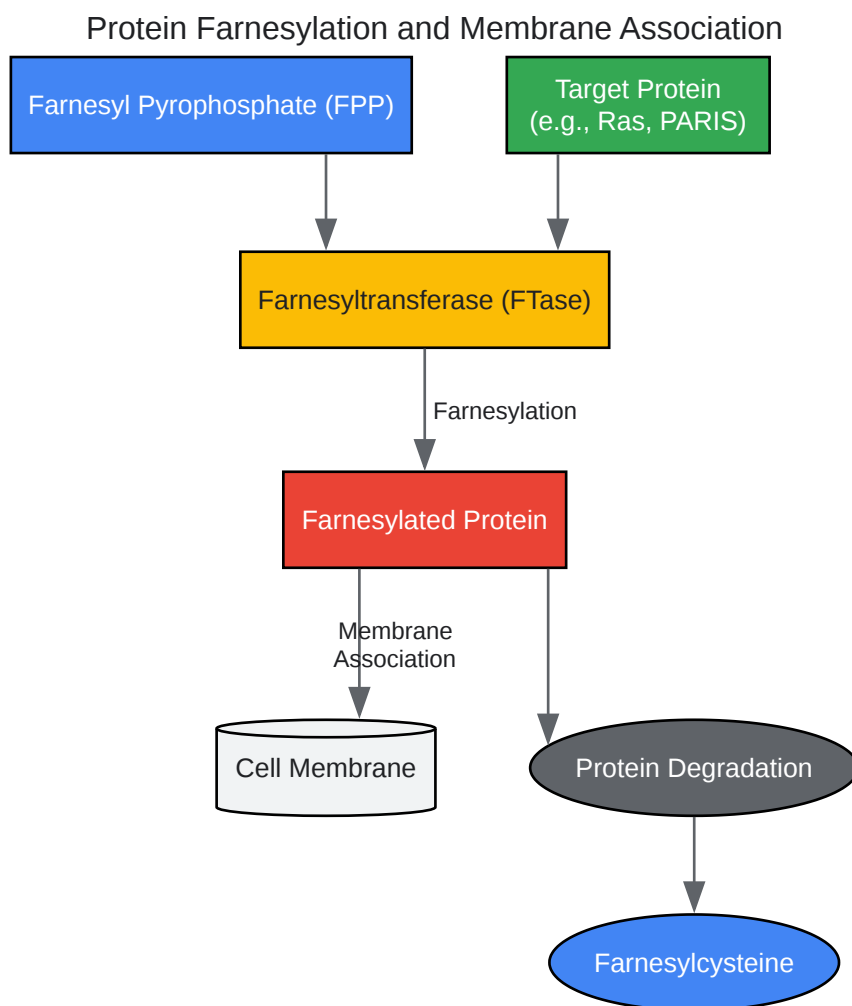 Protein Farnesylation and Membrane Association
Farnesyl Pyrophosphate (FPP)
Target Protein
(e.g., Ras, PARIS)
Farnesyltransferase (FTase)
Farnesylation
Farnesylated Protein
Membrane
Association
Cell Membrane
Protein Degradation
Farnesylcysteine